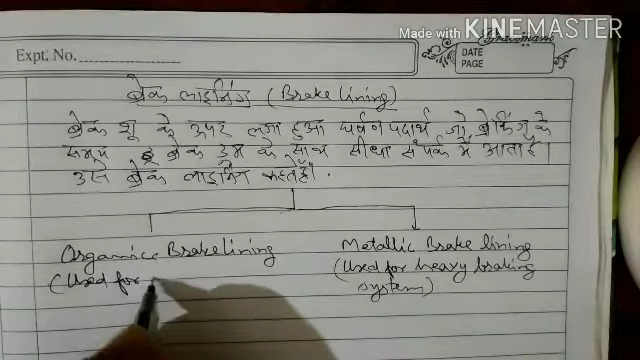 Made with KINEMASTER
Expt. No.
DATE
PAGE
ब्रेक लाइनिंग (Brake lining)
ब्रेक शू के उपर लगा हुआ घर्षण पदार्थ जो ब्रेकिंग के
समय ब्रेक ड्रम के साथ सीधा संपर्क में आता है।
उसे ब्रेक लाइनिंग कहते हैं।
Organic Brake lining
(Used for
Metallic Brake lining
(Used for heavy braking
system)